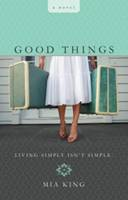 a novel
GOOD THINGS
LIVING SIMPLY ISN'T SIMPLE
MIA KING